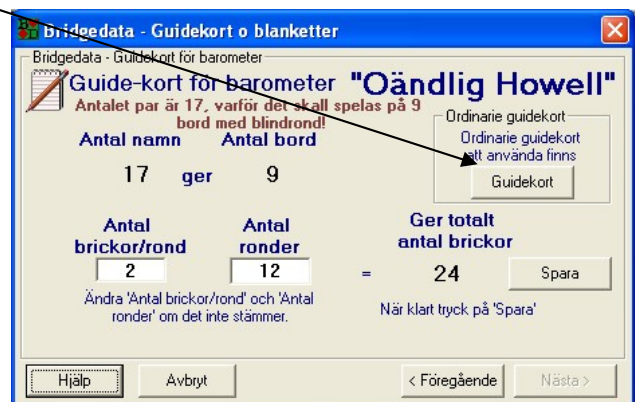 Bridgedata - Guidekort o blanketter
Bridgedata - Guidekort för barometer
Guide-kort för barometer "Oändlig Howell"
Antalet par är 17, varför det skall spelas på 9
bord med blindrond!
Ordinarie guidekort
Ordinarie guidekort
att använda finns
Guidekort
Antal namn Antal bord
17 ger 9
Antal
brickor/rond
Antal
ronder
Ger totalt
antal brickor
2 12 = 24 Spara
Ändra 'Antal brickor/rond' och 'Antal
ronder' om det inte stämmer.
När klart tryck på 'Spara'
Hjälp Avbryt < Föregående Nästa >